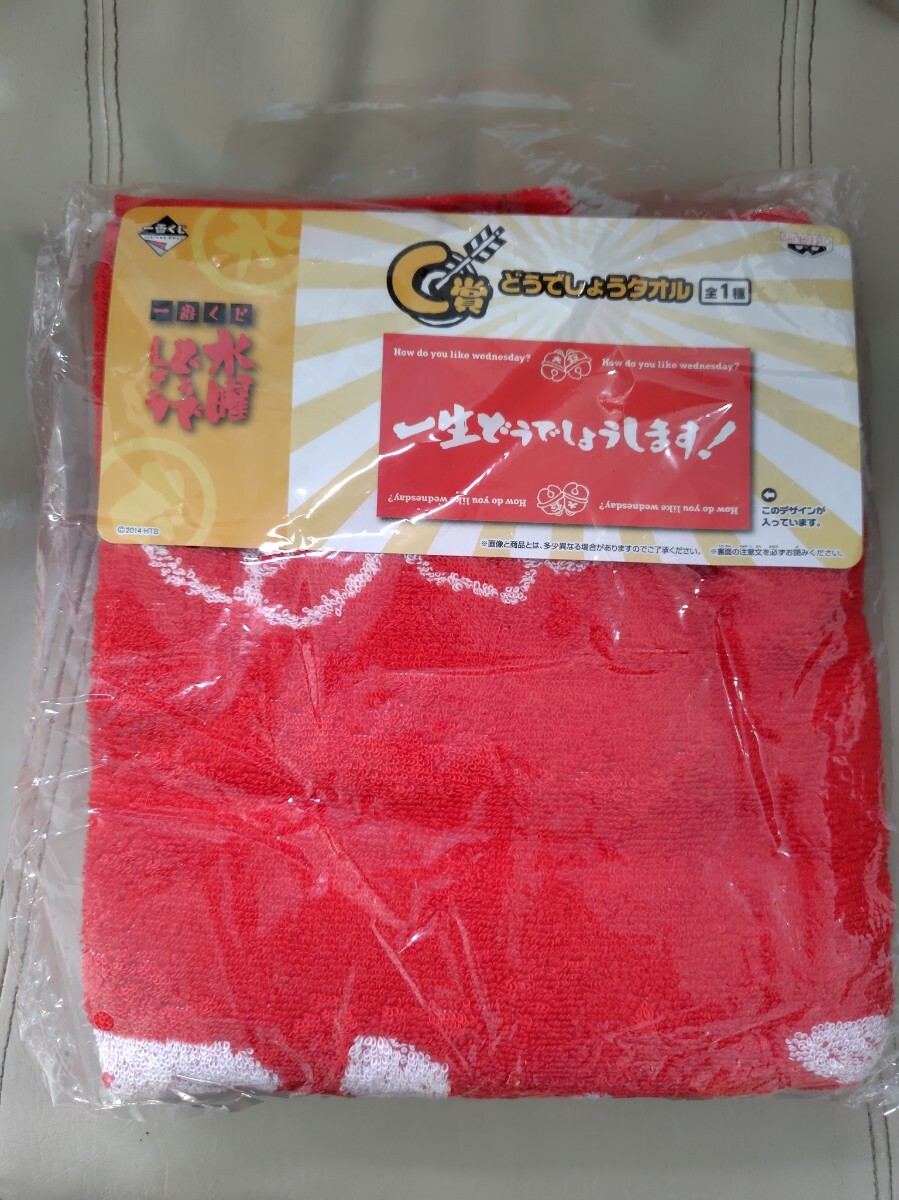 一番くじ
C賞 どうでしょうタオル 全1種
一番くじ
水曜
どうで
しょう
How do you like wednesday? How do you like wednesday?
一生どうでしょうします!
How do you like wednesday? How do you like wednesday?
このデザインが
入っています。
©2014 HTB
※画像と商品とは、多少異なる場合がありますのでご了承ください。 ※裏面の注意文を必ずお読みください。